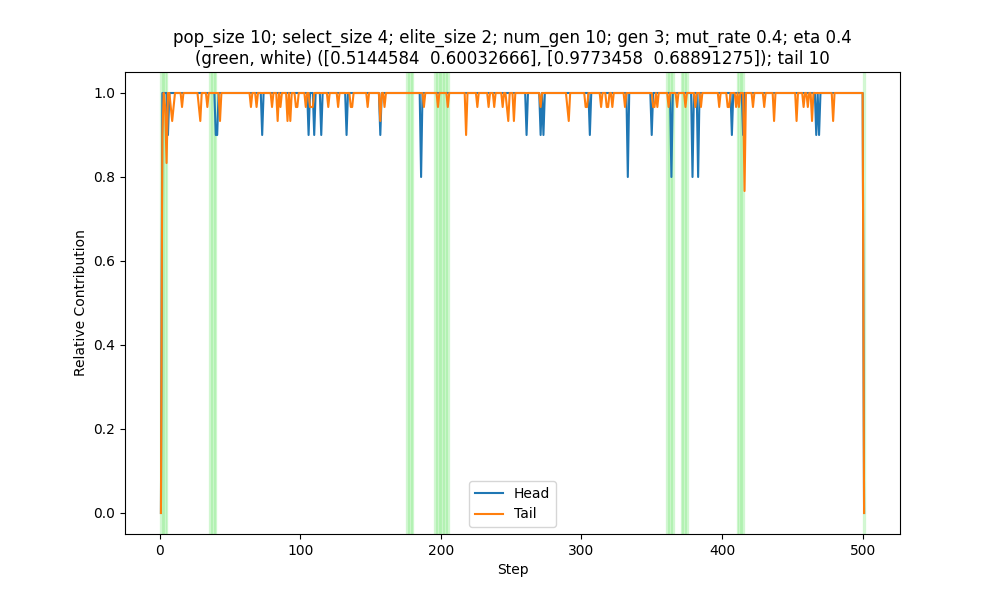 pop_size 10; select_size 4; elite_size 2; num_gen 10; gen 3; mut_rate 0.4; eta 0.4
(green, white) ([0.5144584  0.60032666], [0.9773458  0.68891275]); tail 10
1.0
0.8
0.6
0.4
0.2
0.0
Relative Contribution
Head
Tail
0
100
200
300
400
500
Step